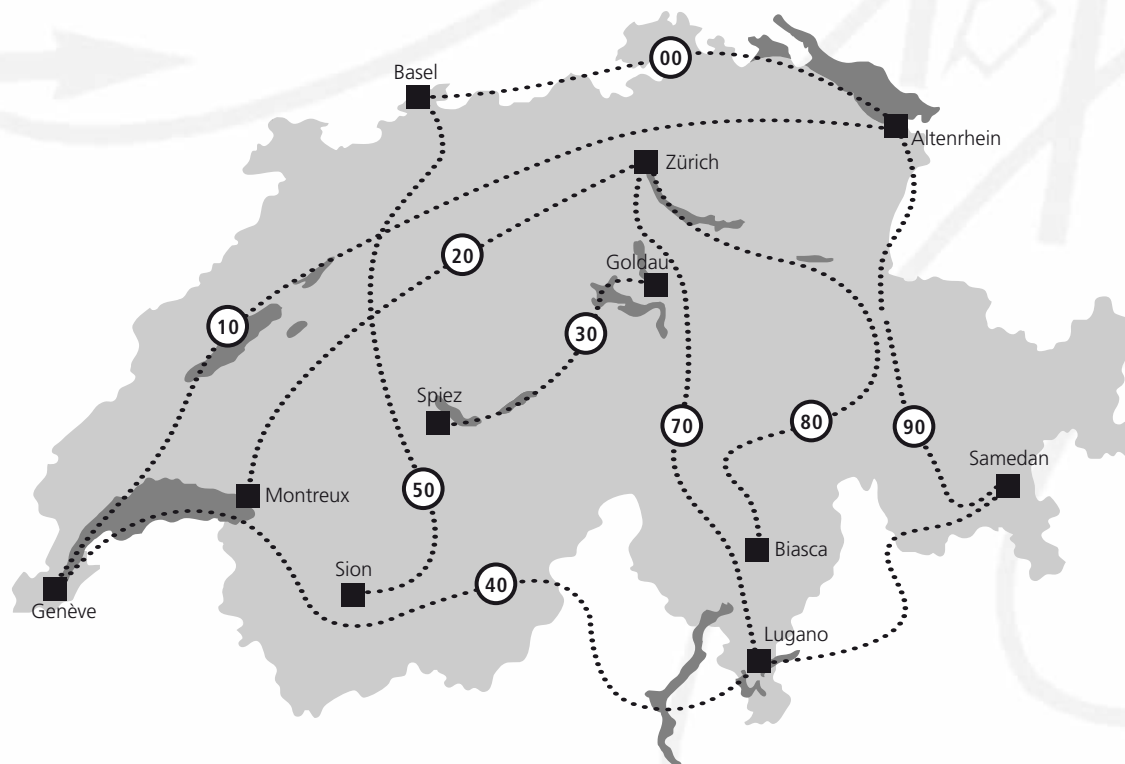 00
Basel
Altenrhein
Zürich
20
Goldau
10
30
Spiez
70
80
90
Samedan
50
Montreux
Biasca
Sion
40
Genève
Lugano